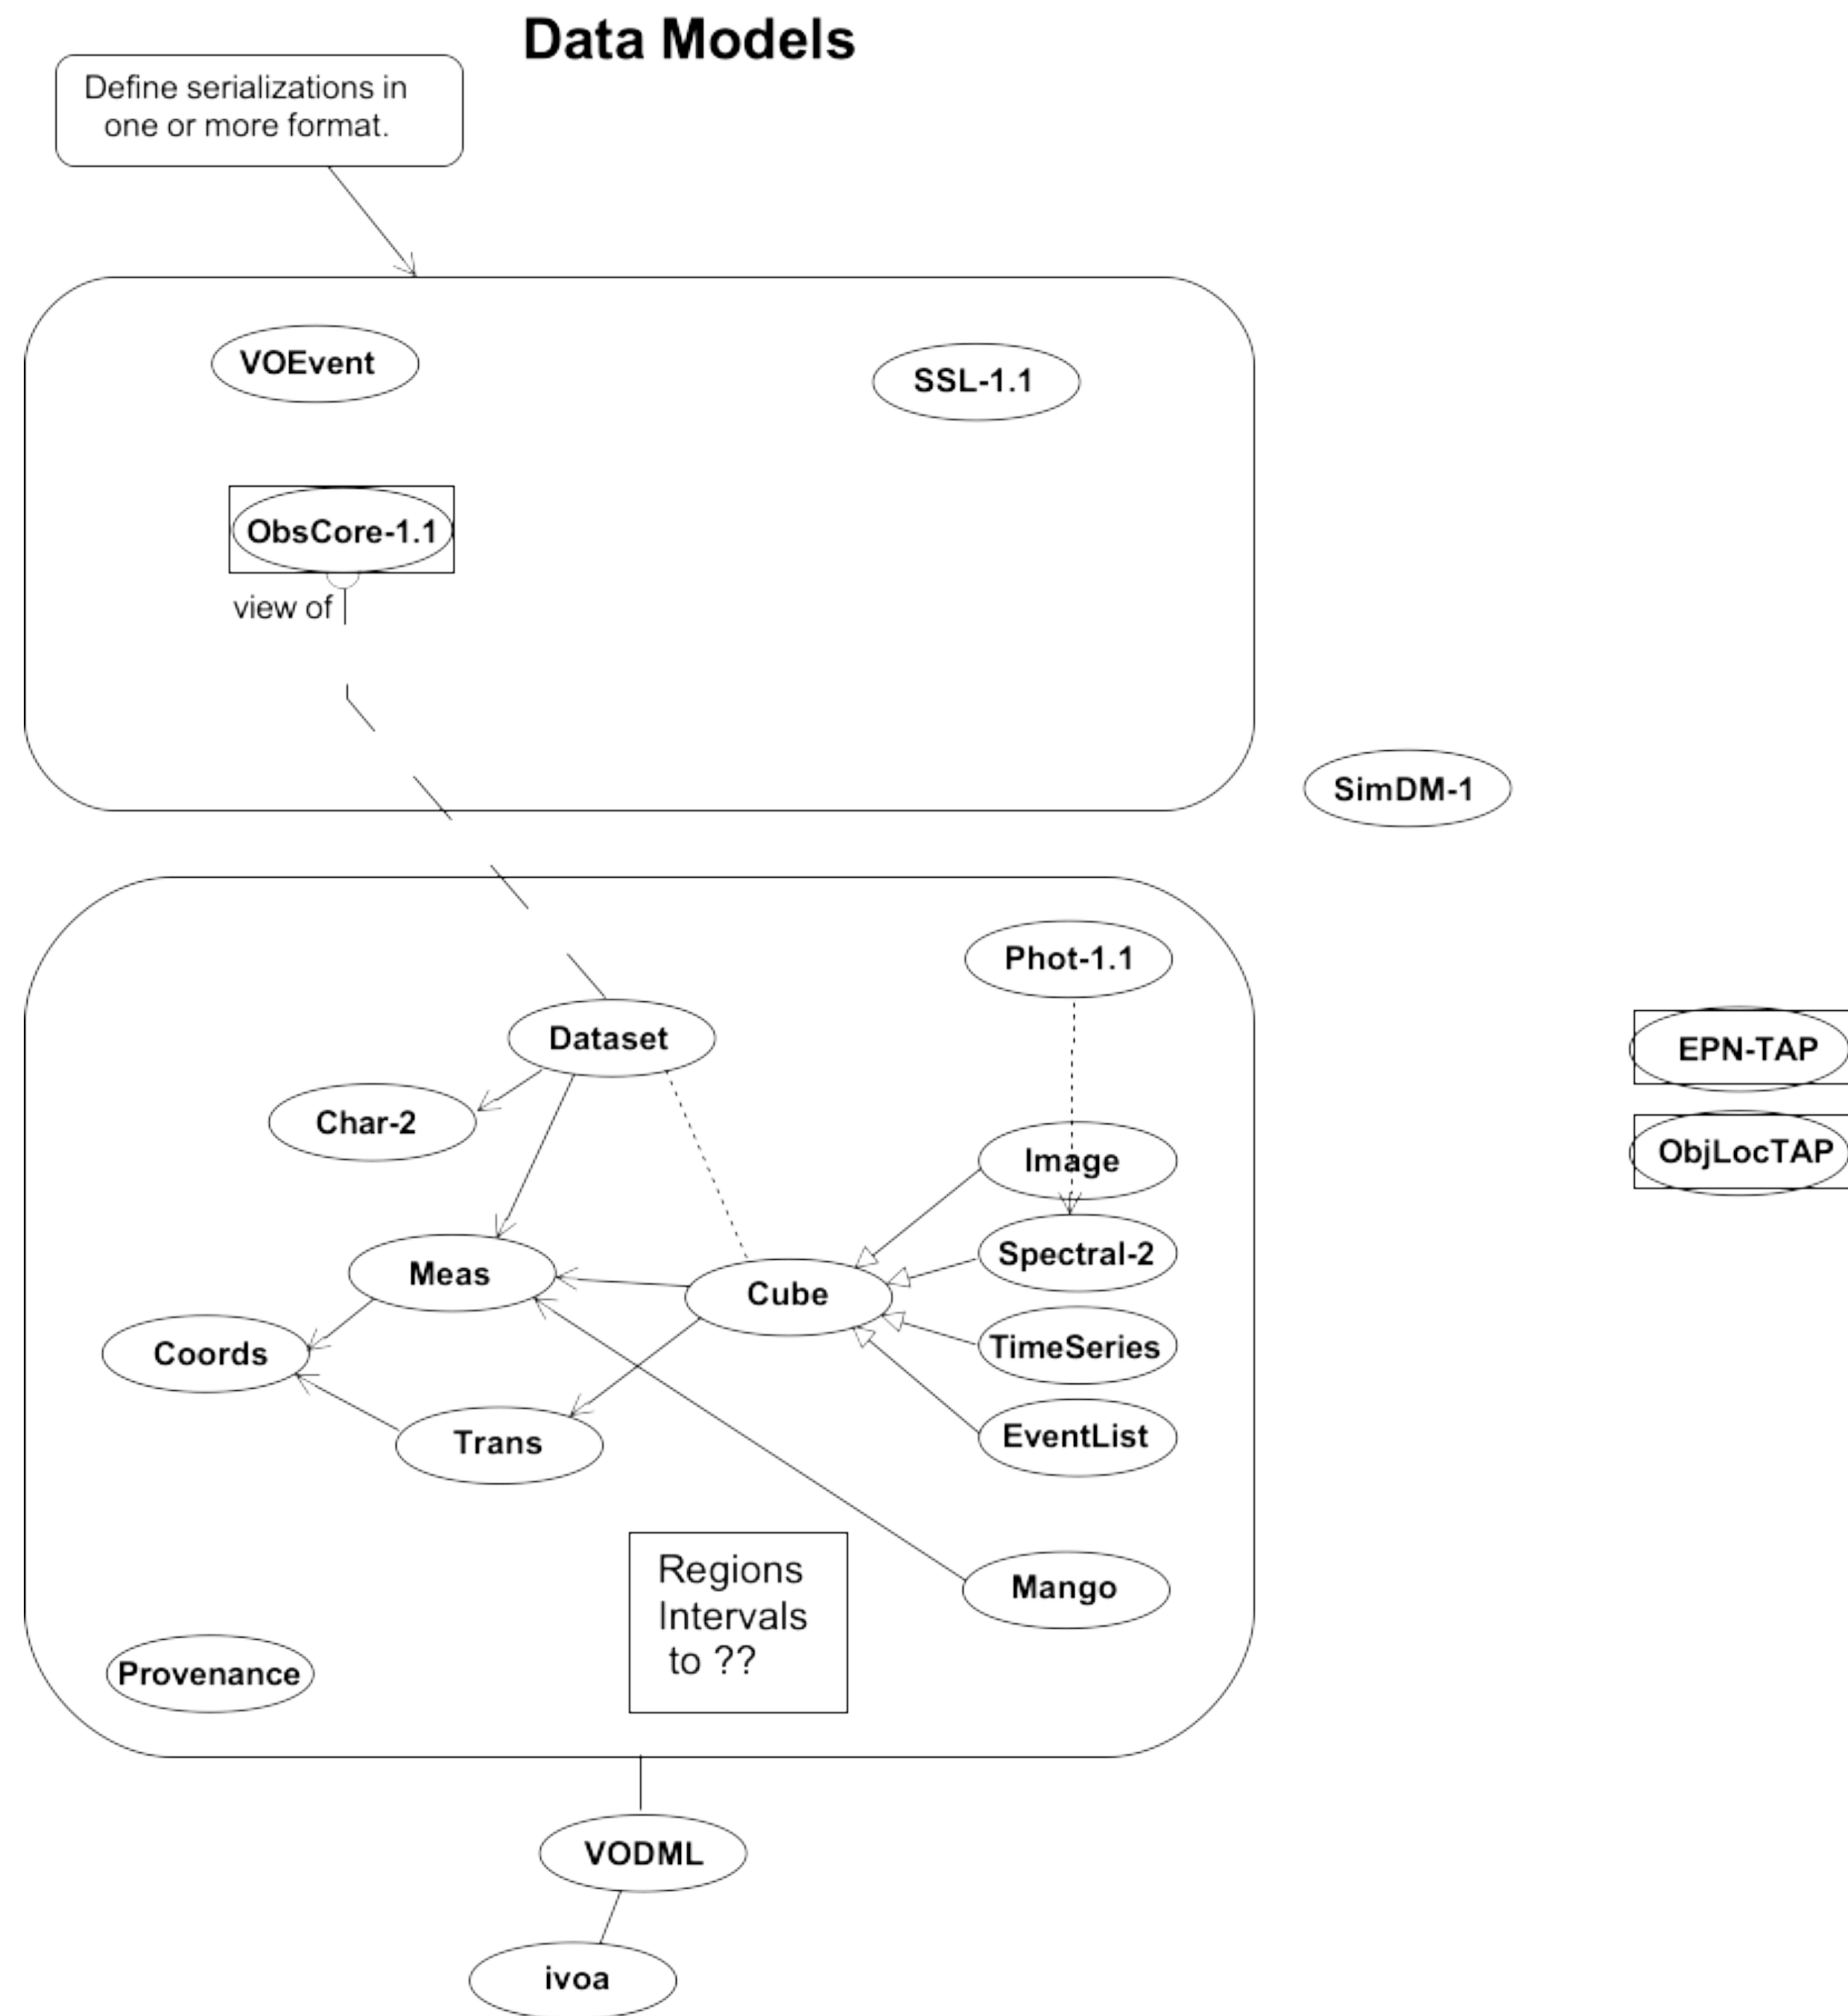 Data Models
Define serializations in
one or more format.
VOEvent
SSL-1.1
ObsCore-1.1
view of
SimDM-1
Phot-1.1
Dataset
EPN-TAP
Char-2
Image
ObjLocTAP
Spectral-2
Meas
Cube
TimeSeries
Coords
EventList
Trans
Regions
Intervals
to ??
Mango
Provenance
VODML
ivoa